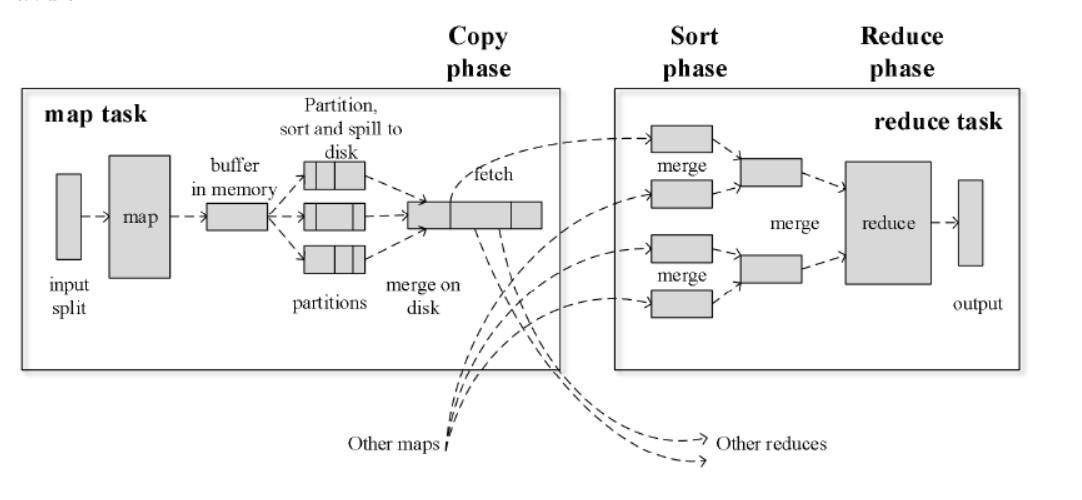 Copy
phase
Sort
phase
Reduce
phase
map task
Partition,
sort and spill to
disk
reduce task
buffer
in memory
fetch
merge
map
merge
reduce
input
split
partitions
merge on
disk
merge
output
Other maps
Other reduces